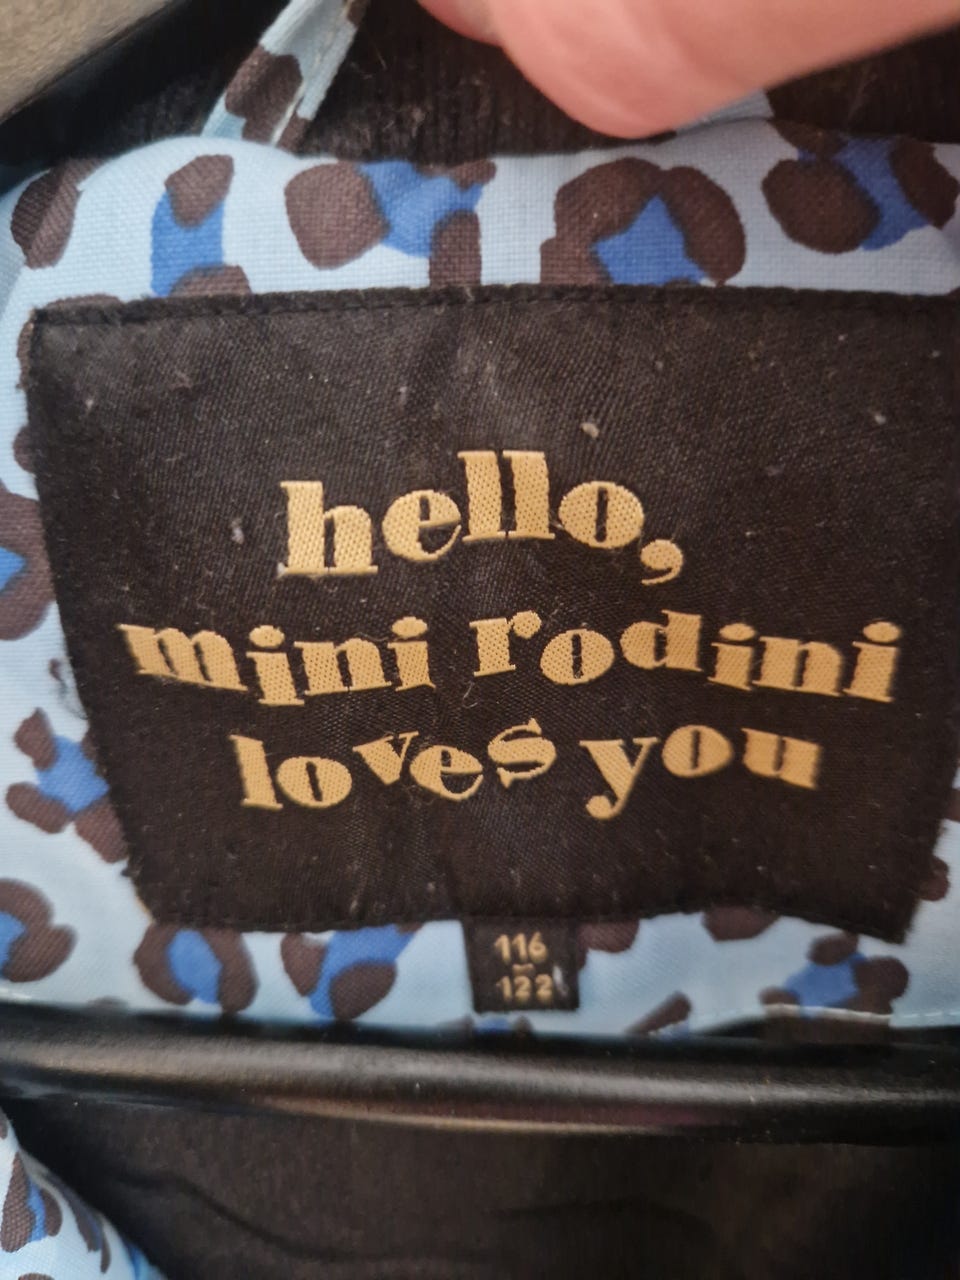 hello,
mini rodini
loves you
116
-
122